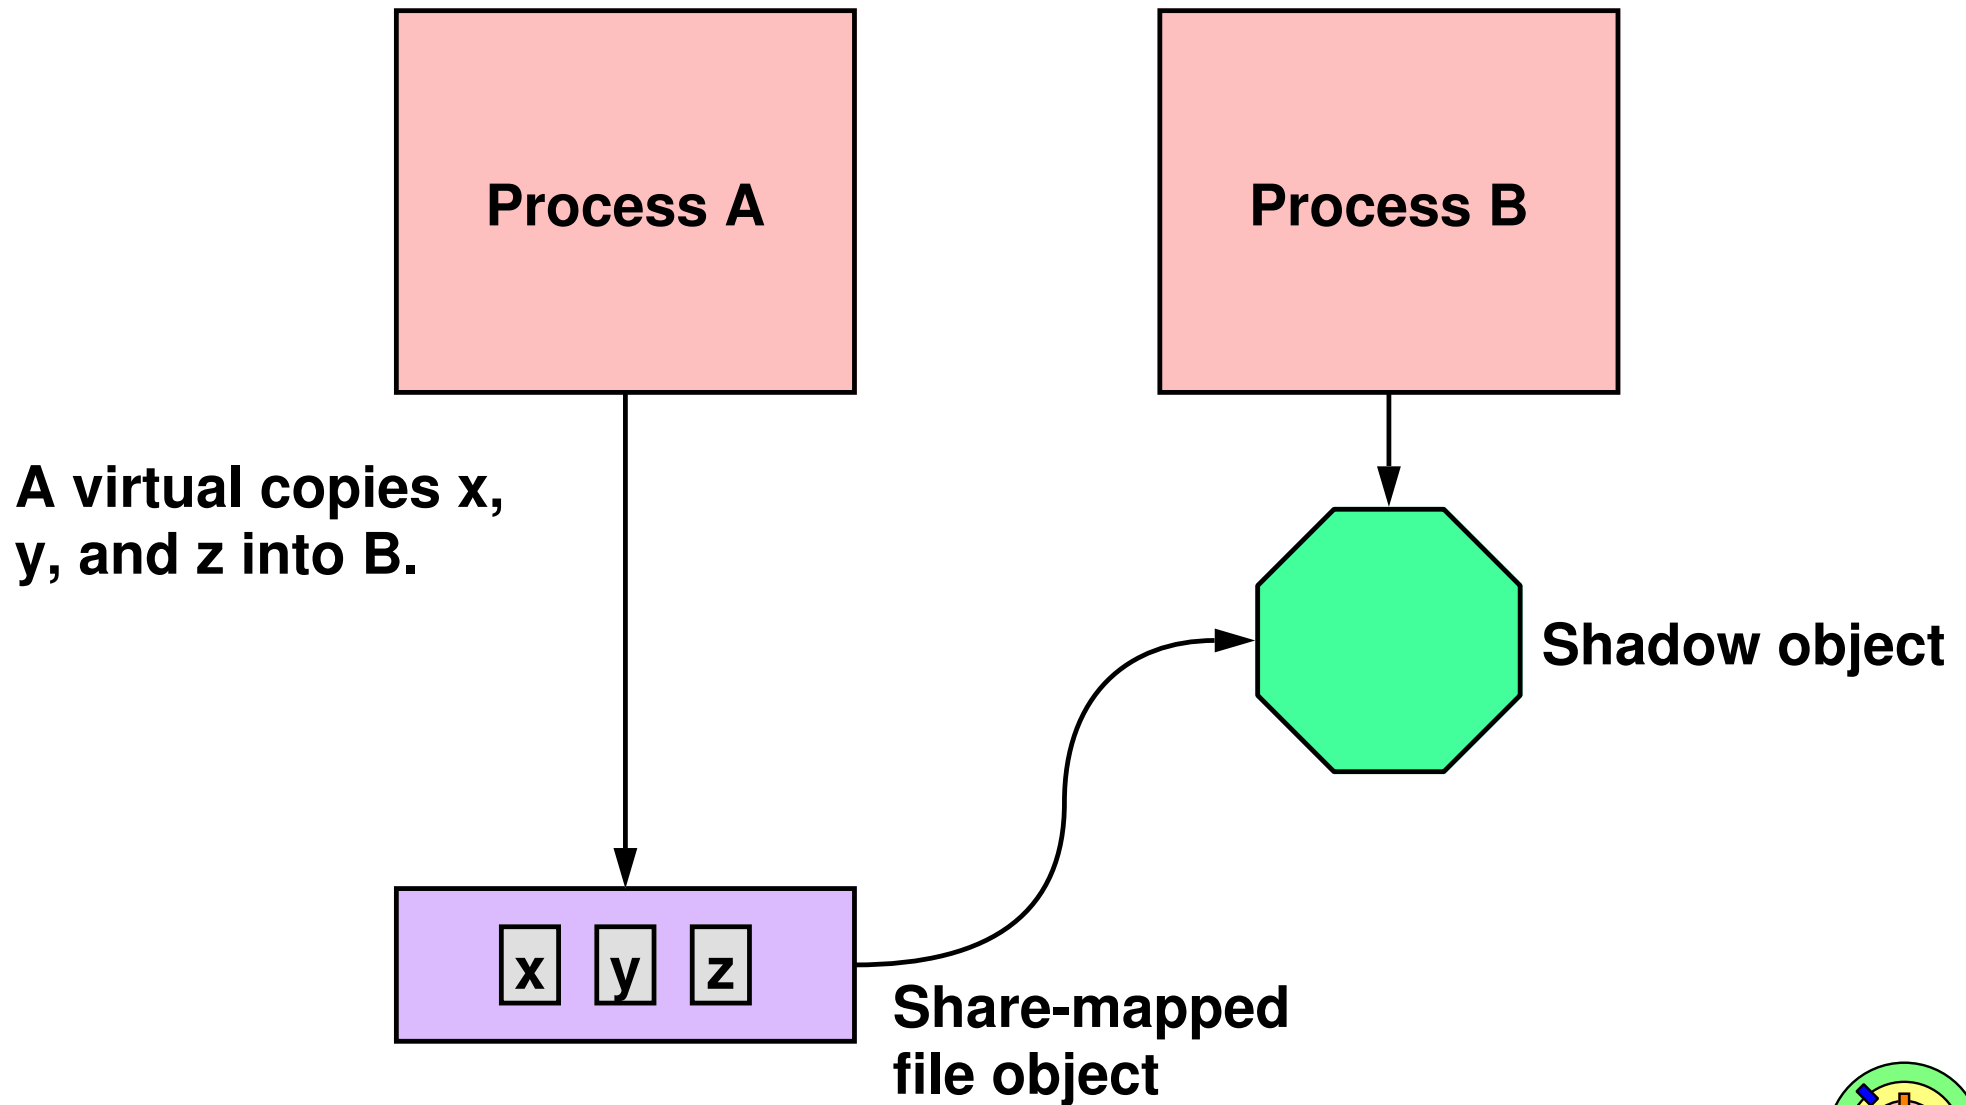 Process A
Process B
A virtual copies x,
y, and z into B.
Shadow object
x y z
Share-mapped
file object